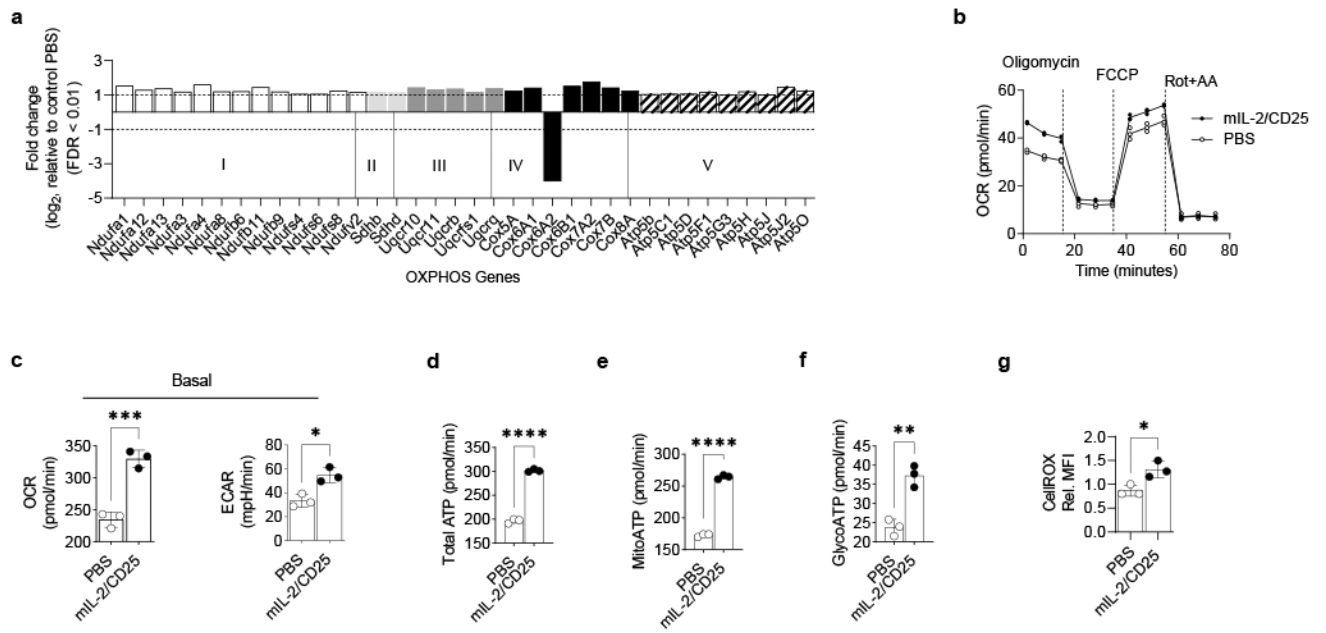 a
Fold change
(log2, relative to control PBS)
(FDR < 0.01)
3
1
-1
-3
-5
I
II
III
IV
V
Ndufa1
Ndufa12
Ndufa13
Ndufa3
Ndufa4
Ndufa8
Ndufb6
Ndufb11
Ndufb9
Ndufs4
Ndufs6
Ndufs8
Ndufv2
Sdhb
Sdhd
Uqcr10
Uqcr11
Uqcrb
Uqcrfs1
Uqcrq
Cox5A
Cox6A1
Cox6A2
Cox6B1
Cox7A2
Cox7B
Cox8A
Atp5b
Atp5C1
Atp5D
Atp5F1
Atp5G3
Atp5H
Atp5J
Atp5J2
Atp5O
OXPHOS Genes
b
Oligomycin
FCCP
Rot+AA
OCR (pmol/min)
60
40
20
0
0 20 40 60 80
Time (minutes)
mIL-2/CD25
PBS
c
Basal
***
OCR
(pmol/min)
350
300
250
200
PBS
mIL-2/CD25
*
ECAR
(mpH/min)
80
60
40
20
0
PBS
mIL-2/CD25
d
****
Total ATP (pmol/min)
350
300
250
200
150
PBS
mIL-2/CD25
e
****
MitoATP (pmol/min)
300
250
200
150
PBS
mIL-2/CD25
f
**
GlycoATP (pmol/min)
45
40
35
30
25
20
PBS
mIL-2/CD25
g
*
CellROX
Rel. MFI
2.0
1.5
1.0
0.5
0.0
PBS
mIL-2/CD25